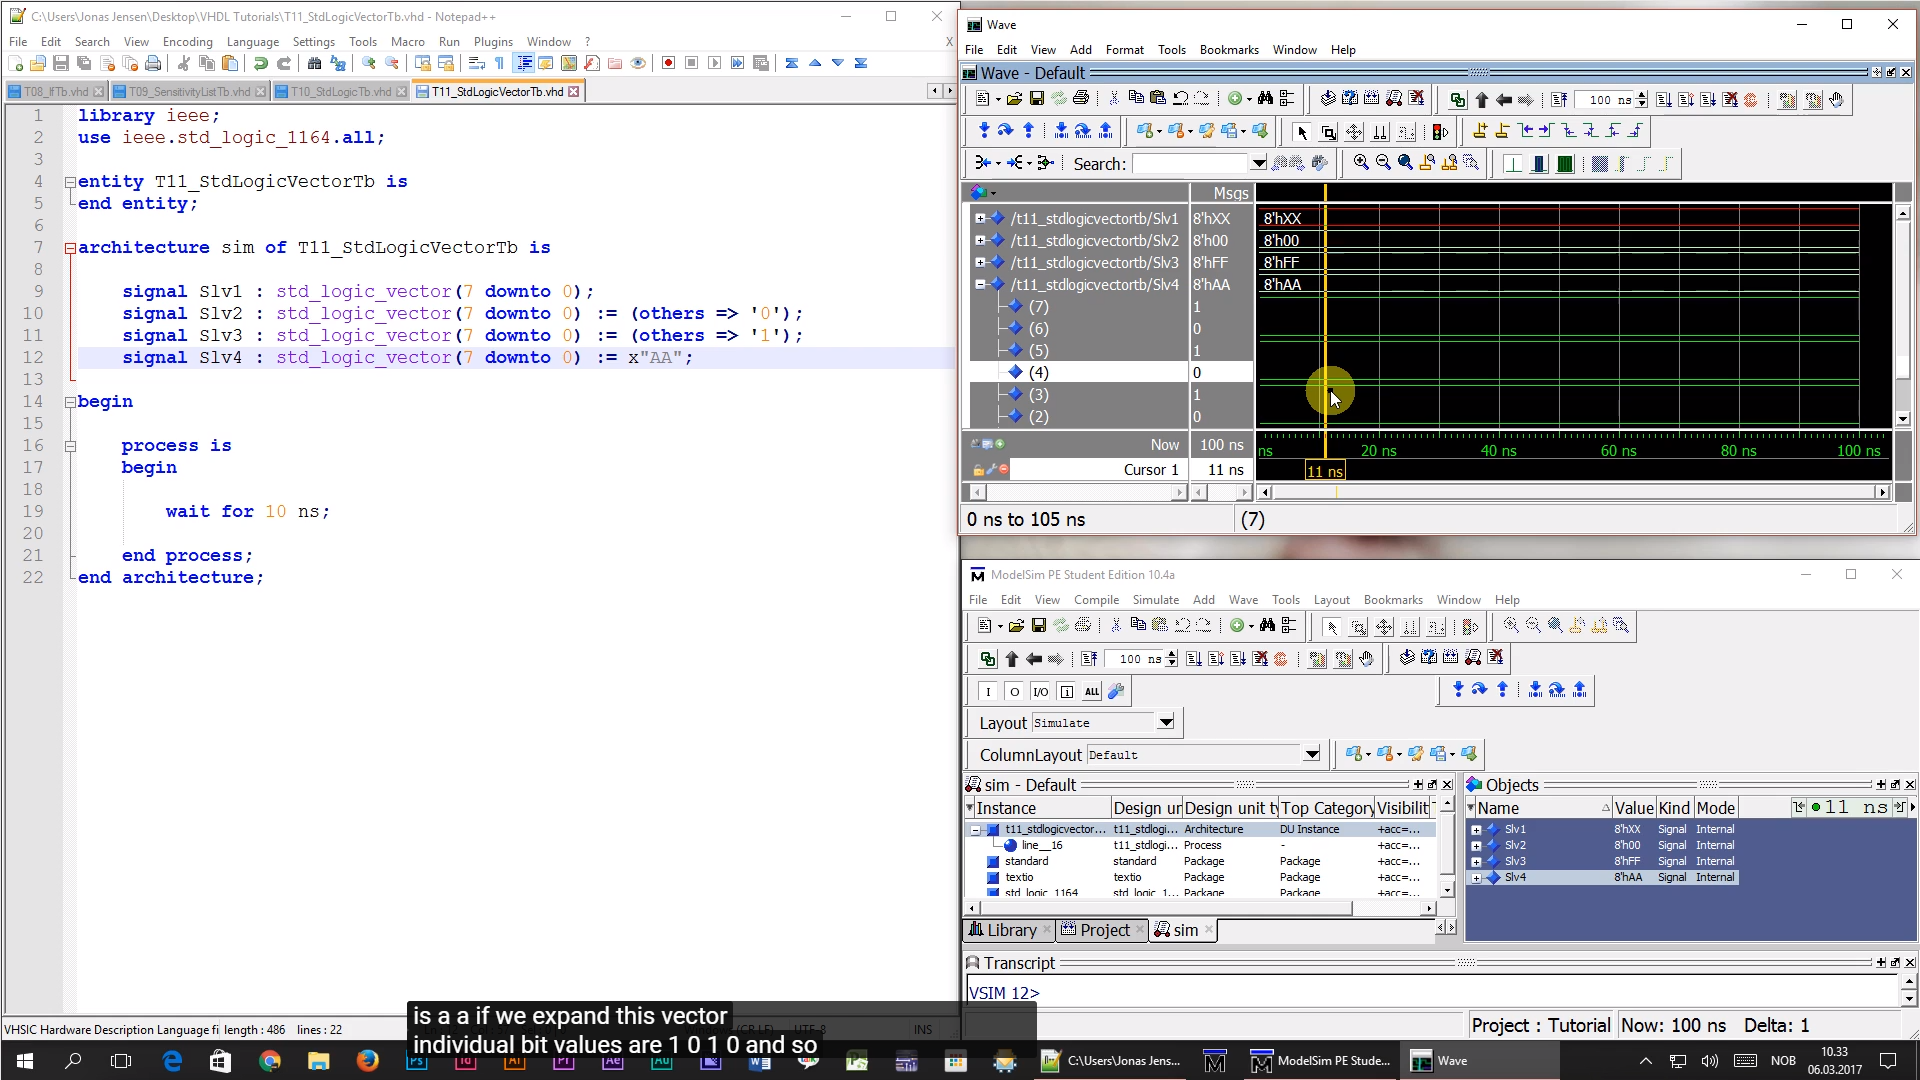 C:\Users\Jonas Jensen\Desktop\VHDL Tutorials\T11_StdLogicVectorTb.vhd - Notepad++
File Edit Search View Encoding Language Settings Tools Macro Run Plugins Window ? X
T08_IfTb.vhd T09_SensitivityListTb.vhd T10_StdLogicTb.vhd T11_StdLogicVectorTb.vhd
1 library ieee;
2 use ieee.std_logic_1164.all;
3
4 entity T11_StdLogicVectorTb is
5 end entity;
6
7 architecture sim of T11_StdLogicVectorTb is
8
9 signal Slv1 : std_logic_vector(7 downto 0);
10 signal Slv2 : std_logic_vector(7 downto 0) := (others => '0');
11 signal Slv3 : std_logic_vector(7 downto 0) := (others => '1');
12 signal Slv4 : std_logic_vector(7 downto 0) := x"AA";
13
14 begin
15
16 process is
17 begin
18
19 wait for 10 ns;
20
21 end process;
22 end architecture;
VHSIC Hardware Description Language fi length : 486 lines : 22 Windows (CR LF) UTF-8 INS
Wave
File Edit View Add Format Tools Bookmarks Window Help
Wave - Default
100 ns
Search:
Msgs
/t11_stdlogicvectortb/Slv1 8'hXX 8'hXX
/t11_stdlogicvectortb/Slv2 8'h00 8'h00
/t11_stdlogicvectortb/Slv3 8'hFF 8'hFF
/t11_stdlogicvectortb/Slv4 8'hAA 8'hAA
(7) 1
(6) 0
(5) 1
(4) 0
(3) 1
(2) 0
Now 100 ns ns 20 ns 40 ns 60 ns 80 ns 100 ns
Cursor 1 11 ns 11 ns
0 ns to 105 ns (7)
ModelSim PE Student Edition 10.4a
File Edit View Compile Simulate Add Wave Tools Layout Bookmarks Window Help
100 ns
I O I/O i ALL
Layout Simulate
ColumnLayout Default
sim - Default
Instance Design ur Design unit ty Top Category Visibilit
t11_stdlogicvector... t11_stdlogi... Architecture DU Instance +acc=...
line__16 t11_stdlogi... Process - +acc=...
standard standard Package Package +acc=...
textio textio Package Package +acc=...
std_logic_1164 std_logic_1... Package Package +acc=...
Library Project sim
Objects
Name Value Kind Mode 11 ns
Slv1 8'hXX Signal Internal
Slv2 8'h00 Signal Internal
Slv3 8'hFF Signal Internal
Slv4 8'hAA Signal Internal
Transcript
VSIM 12>
Project : Tutorial Now: 100 ns Delta: 1
is a a if we expand this vector
individual bit values are 1 0 1 0 and so
Ps Id Ai Pr Ae Au
C:\Users\Jonas Jens... ModelSim PE Stude... Wave
NOB 10.33
06.03.2017